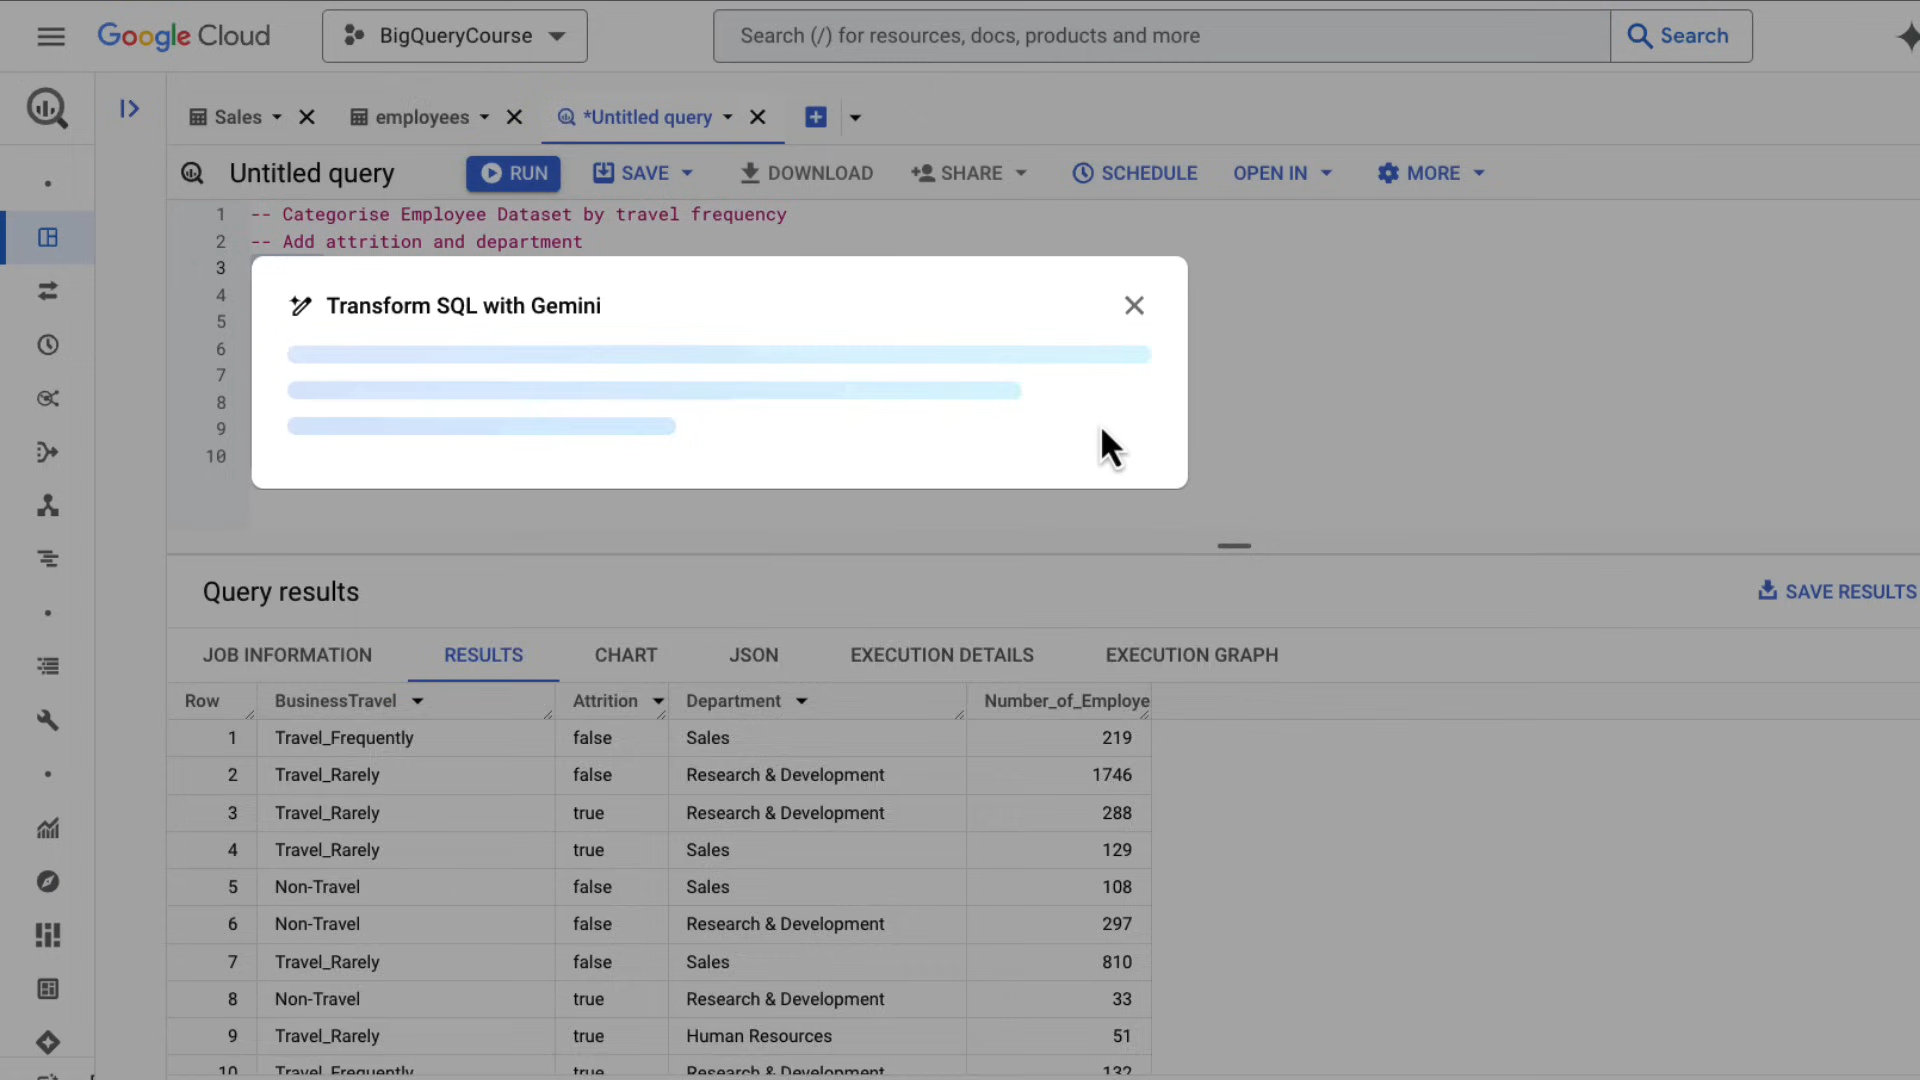 Google Cloud
BigQueryCourse
Search (/) for resources, docs, products and more
Search
Sales
employees
*Untitled query
Untitled query
RUN
SAVE
DOWNLOAD
SHARE
SCHEDULE
OPEN IN
MORE
1 -- Categorise Employee Dataset by travel frequency
2 -- Add attrition and department
3
4
5
6
7
8
9
10
Transform SQL with Gemini
Query results
SAVE RESULTS
JOB INFORMATION RESULTS CHART JSON EXECUTION DETAILS EXECUTION GRAPH
Row BusinessTravel Attrition Department Number_of_Employe
1 Travel_Frequently false Sales 219
2 Travel_Rarely false Research & Development 1746
3 Travel_Rarely true Research & Development 288
4 Travel_Rarely true Sales 129
5 Non-Travel false Sales 108
6 Non-Travel false Research & Development 297
7 Travel_Rarely false Sales 810
8 Non-Travel true Research & Development 33
9 Travel_Rarely true Human Resources 51
10 Travel_Frequently true Research & Development 132